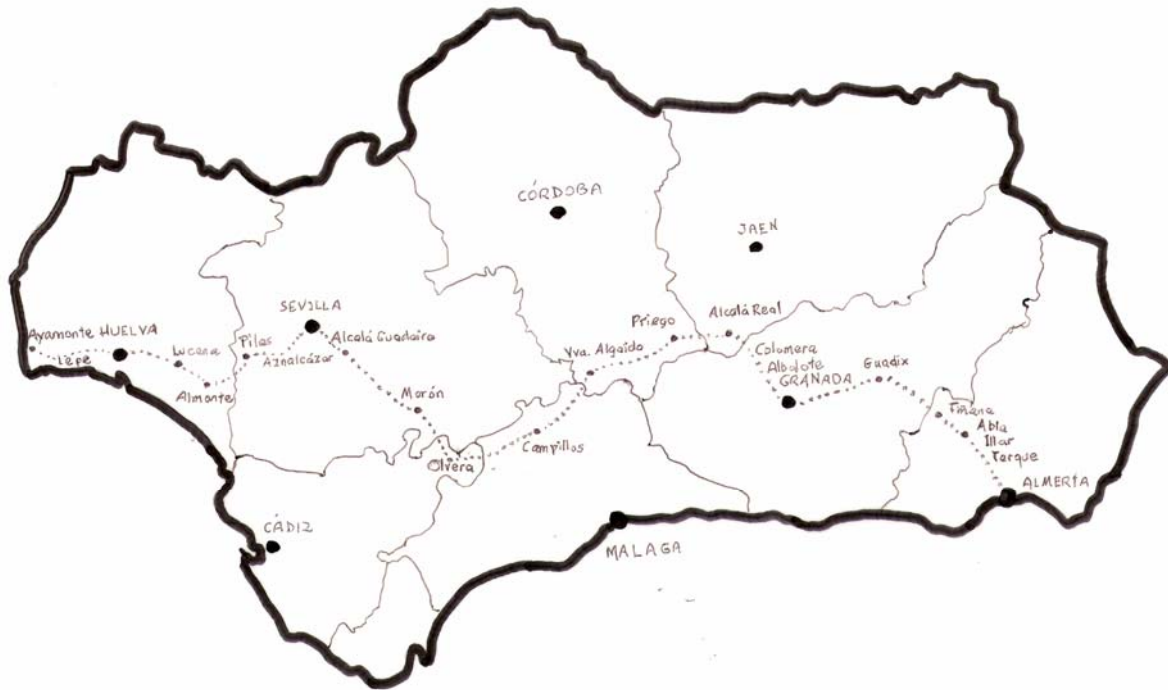 CÓRDOBA
JAEN
SEVILLA
Ayamonte HUELVA
Lepe
Lucena
Almonte
Pilas
Aznalcázar
Alcalá Guadaira
Morón
Olvera
Campillos
Vva. Algaida
Priego
Alcalá Real
Colomera
Albolote
GRANADA
Guadix
Fiñana
Abla
Illar
Terque
ALMERÍA
CÁDIZ
MALAGA